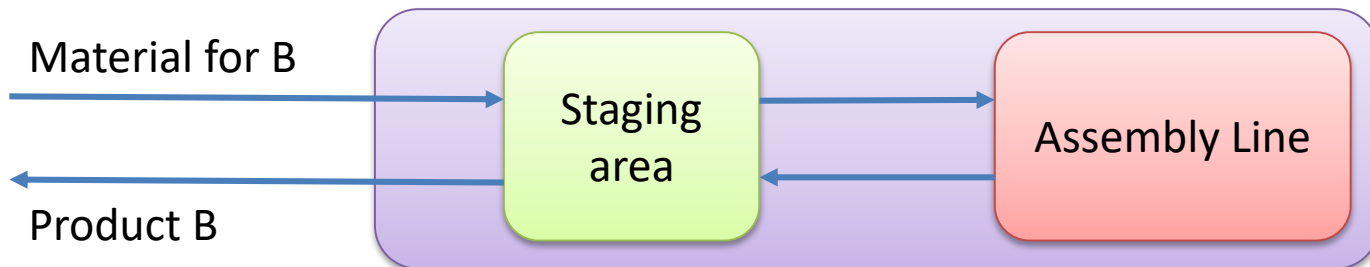 Material for B
Staging
area
Assembly Line
Product B